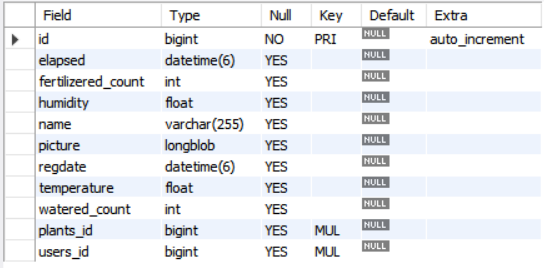 Field Type Null Key Default Extra
id bigint NO PRI NULL auto_increment
elapsed datetime(6) YES NULL
fertilizered_count int YES NULL
humidity float YES NULL
name varchar(255) YES NULL
picture longblob YES NULL
regdate datetime(6) YES NULL
temperature float YES NULL
watered_count int YES NULL
plants_id bigint YES MUL NULL
users_id bigint YES MUL NULL